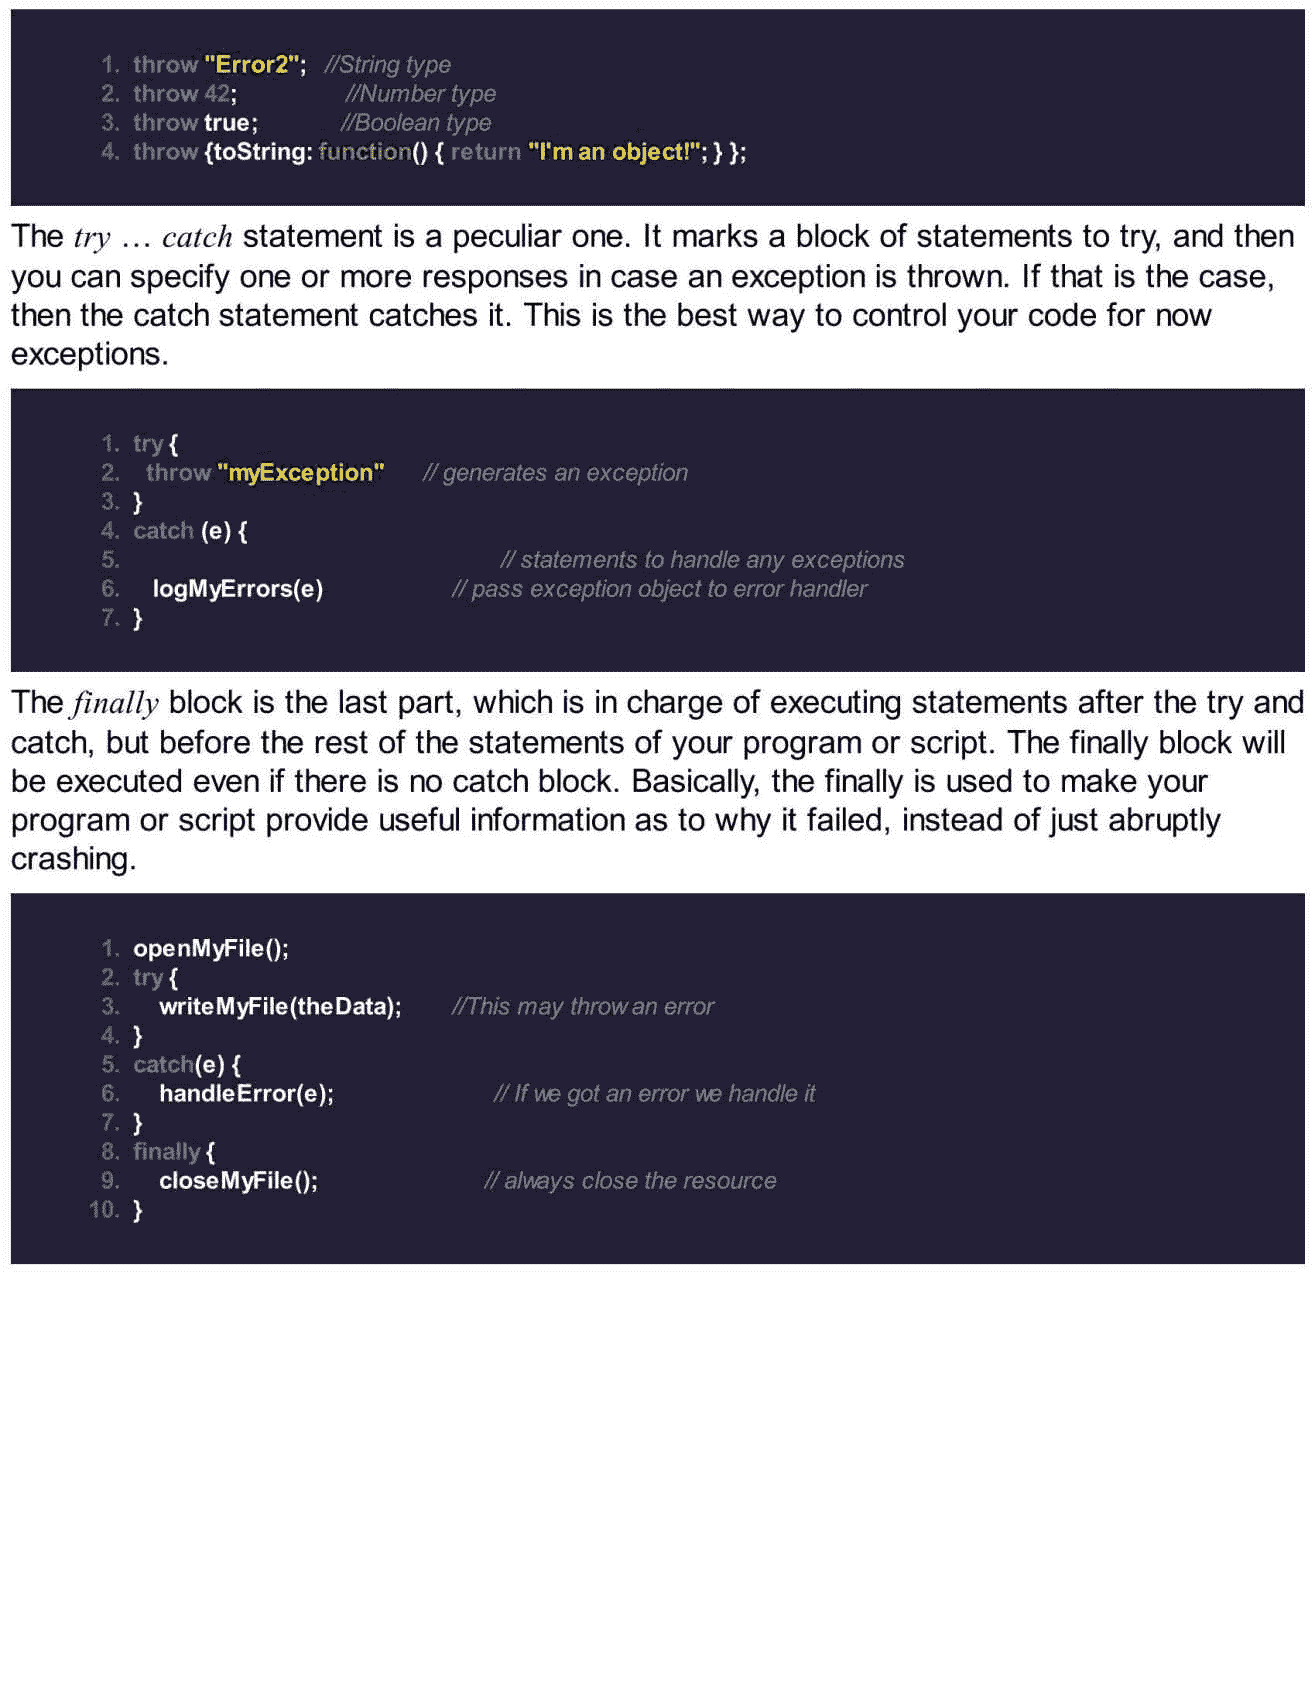 1. throw "Error2"; //String type
2. throw 42; //Number type
3. throw true; //Boolean type
4. throw {toString: function() { return "I'm an object!"; } };
The try … catch statement is a peculiar one. It marks a block of statements to try, and then
you can specify one or more responses in case an exception is thrown. If that is the case,
then the catch statement catches it. This is the best way to control your code for now
exceptions.
1. try {
2. throw "myException" // generates an exception
3. }
4. catch (e) {
5. // statements to handle any exceptions
6. logMyErrors(e) // pass exception object to error handler
7. }
The finally block is the last part, which is in charge of executing statements after the try and
catch, but before the rest of the statements of your program or script. The finally block will
be executed even if there is no catch block. Basically, the finally is used to make your
program or script provide useful information as to why it failed, instead of just abruptly
crashing.
1. openMyFile();
2. try {
3. writeMyFile(theData); //This may throw an error
4. }
5. catch(e) {
6. handleError(e); // If we got an error we handle it
7. }
8. finally {
9. closeMyFile(); // always close the resource
10. }